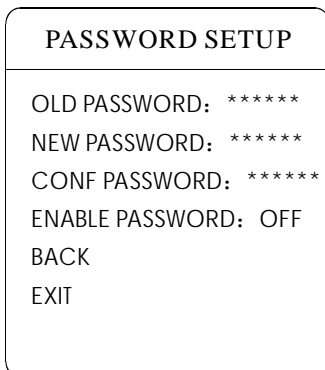 PASSWORD SETUP
OLD PASSWORD：******
NEW PASSWORD：******
CONF PASSWORD：******
ENABLE PASSWORD：OFF
BACK
EXIT